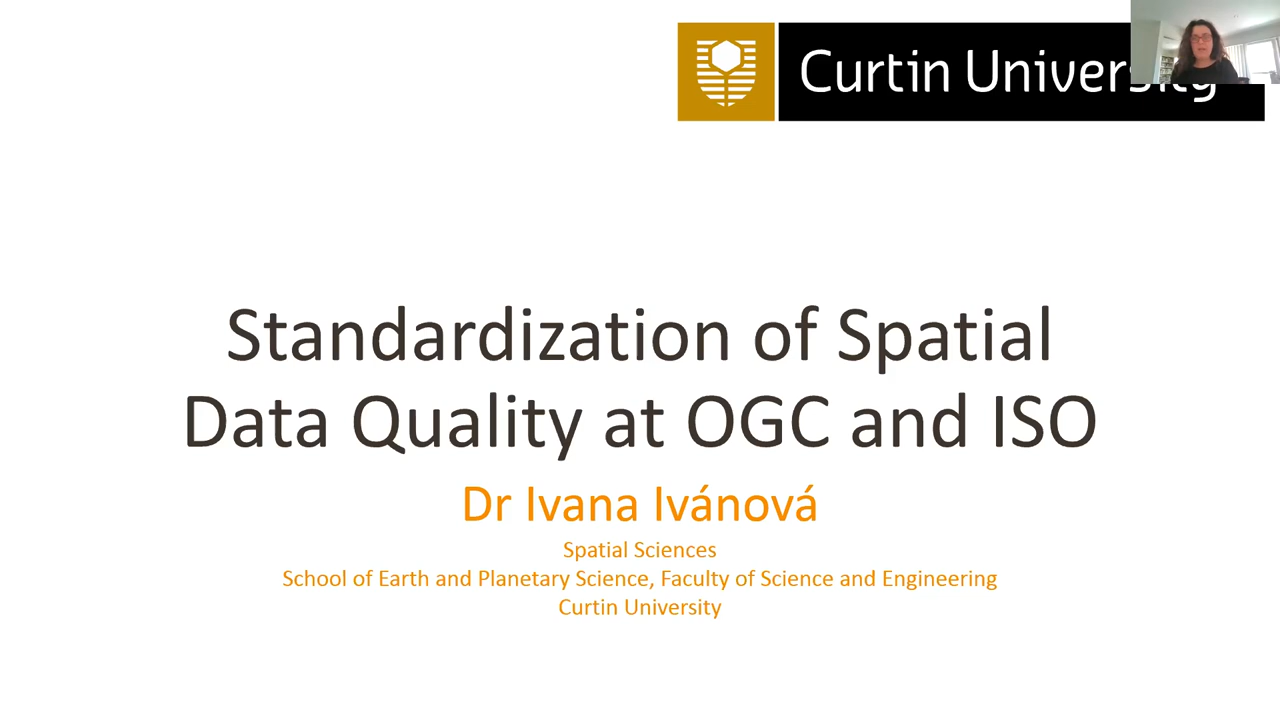 Curtin University
Standardization of Spatial
Data Quality at OGC and ISO
Dr Ivana Ivánová
Spatial Sciences
School of Earth and Planetary Science, Faculty of Science and Engineering
Curtin University